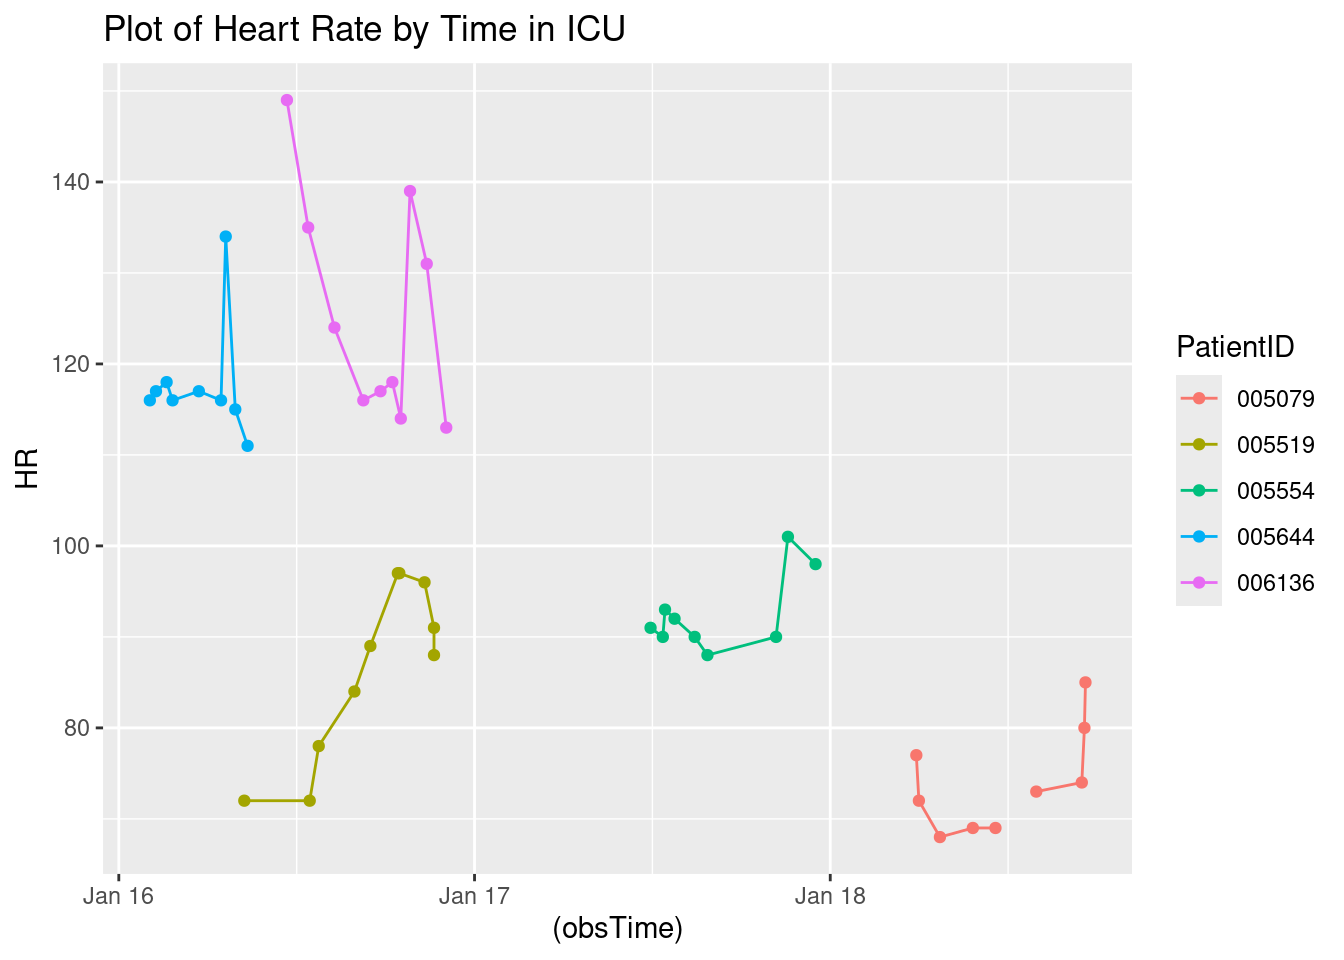 Plot of Heart Rate by Time in ICU
140
120
100
80
HR
Jan 16
Jan 17
Jan 18
(obsTime)
PatientID
005079
005519
005554
005644
006136